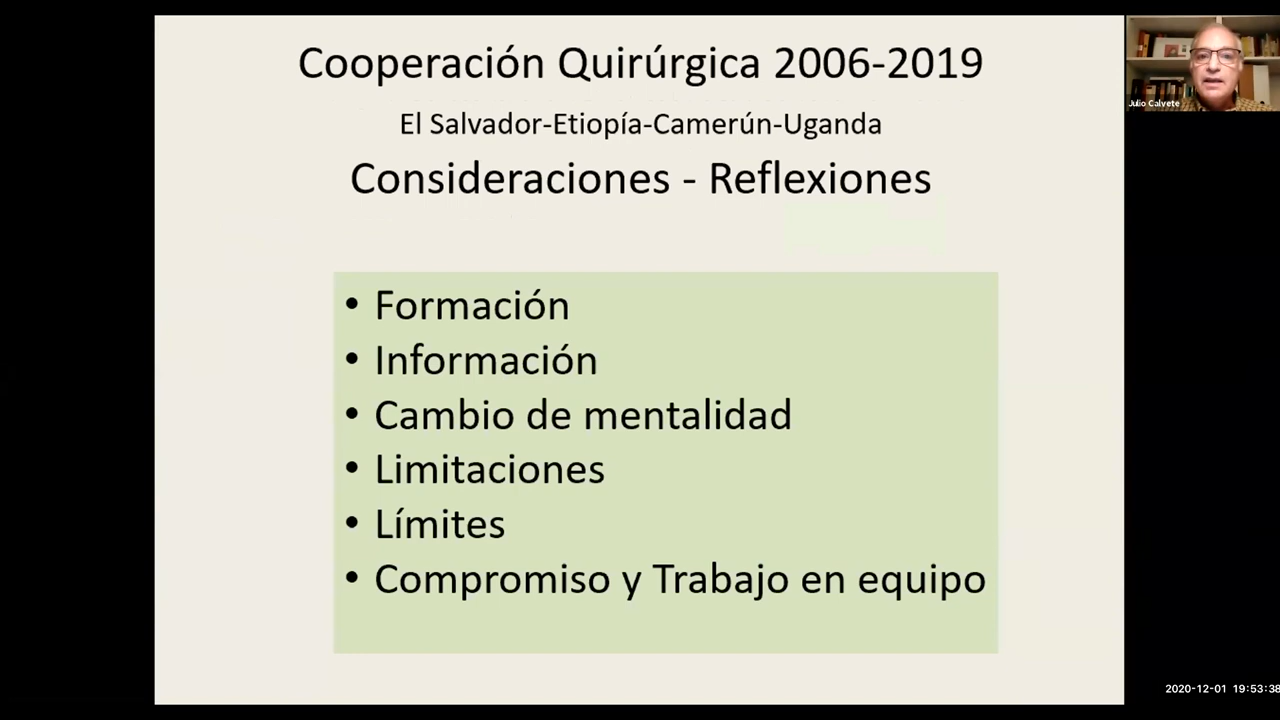 Cooperación Quirúrgica 2006-2019
El Salvador-Etiopía-Camerún-Uganda
Consideraciones - Reflexiones
• Formación
• Información
• Cambio de mentalidad
• Limitaciones
• Límites
• Compromiso y Trabajo en equipo
Julio Calvete
2020-12-01 19:53:38